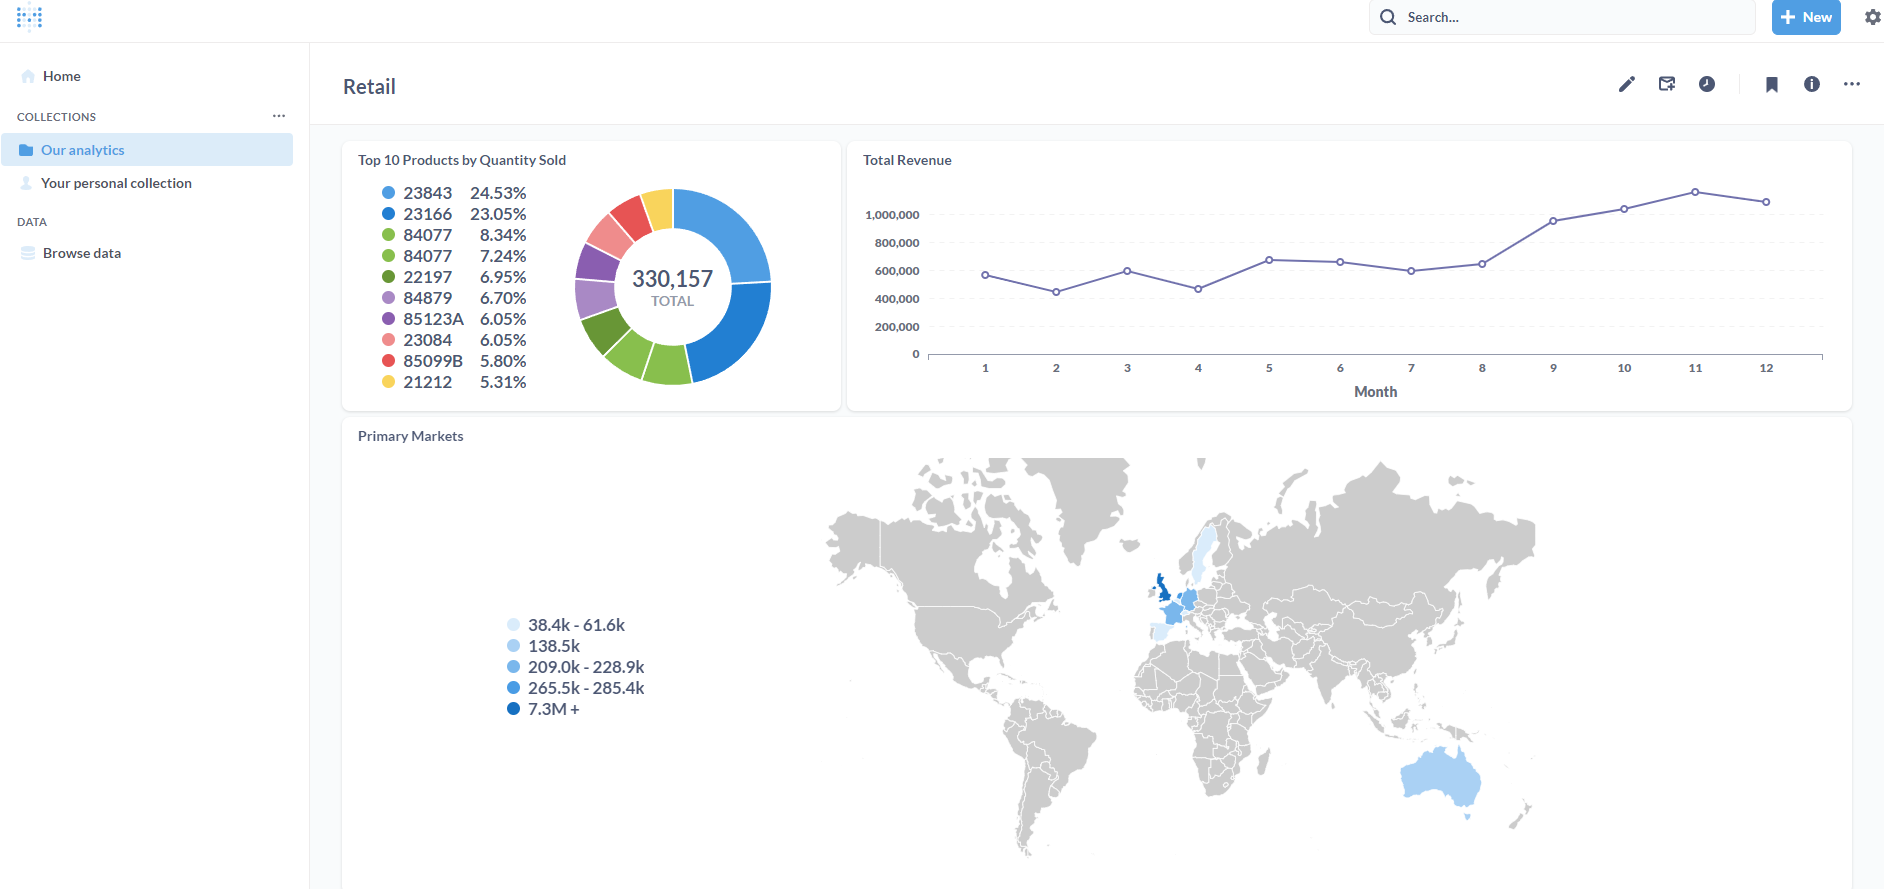 Search...
New
Home
COLLECTIONS
Our analytics
Your personal collection
DATA
Browse data
Retail
Top 10 Products by Quantity Sold
23843 24.53%
23166 23.05%
84077 8.34%
84077 7.24%
22197 6.95%
84879 6.70%
85123A 6.05%
23084 6.05%
85099B 5.80%
21212 5.31%
330,157
TOTAL
Total Revenue
1,000,000
800,000
600,000
400,000
200,000
0
1 2 3 4 5 6 7 8 9 10 11 12
Month
Primary Markets
38.4k - 61.6k
138.5k
209.0k - 228.9k
265.5k - 285.4k
7.3M +